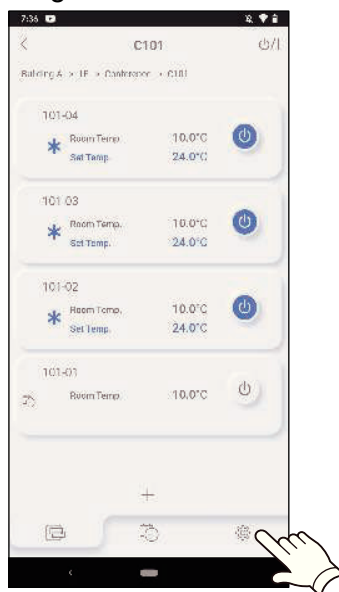 7:36
C101
Building A > 1F > Conference > C101
101-04
Room Temp. 10.0°C
Set Temp. 24.0°C
101-03
Room Temp. 10.0°C
Set Temp. 24.0°C
101-02
Room Temp. 10.0°C
Set Temp. 24.0°C
101-01
Room Temp. 10.0°C